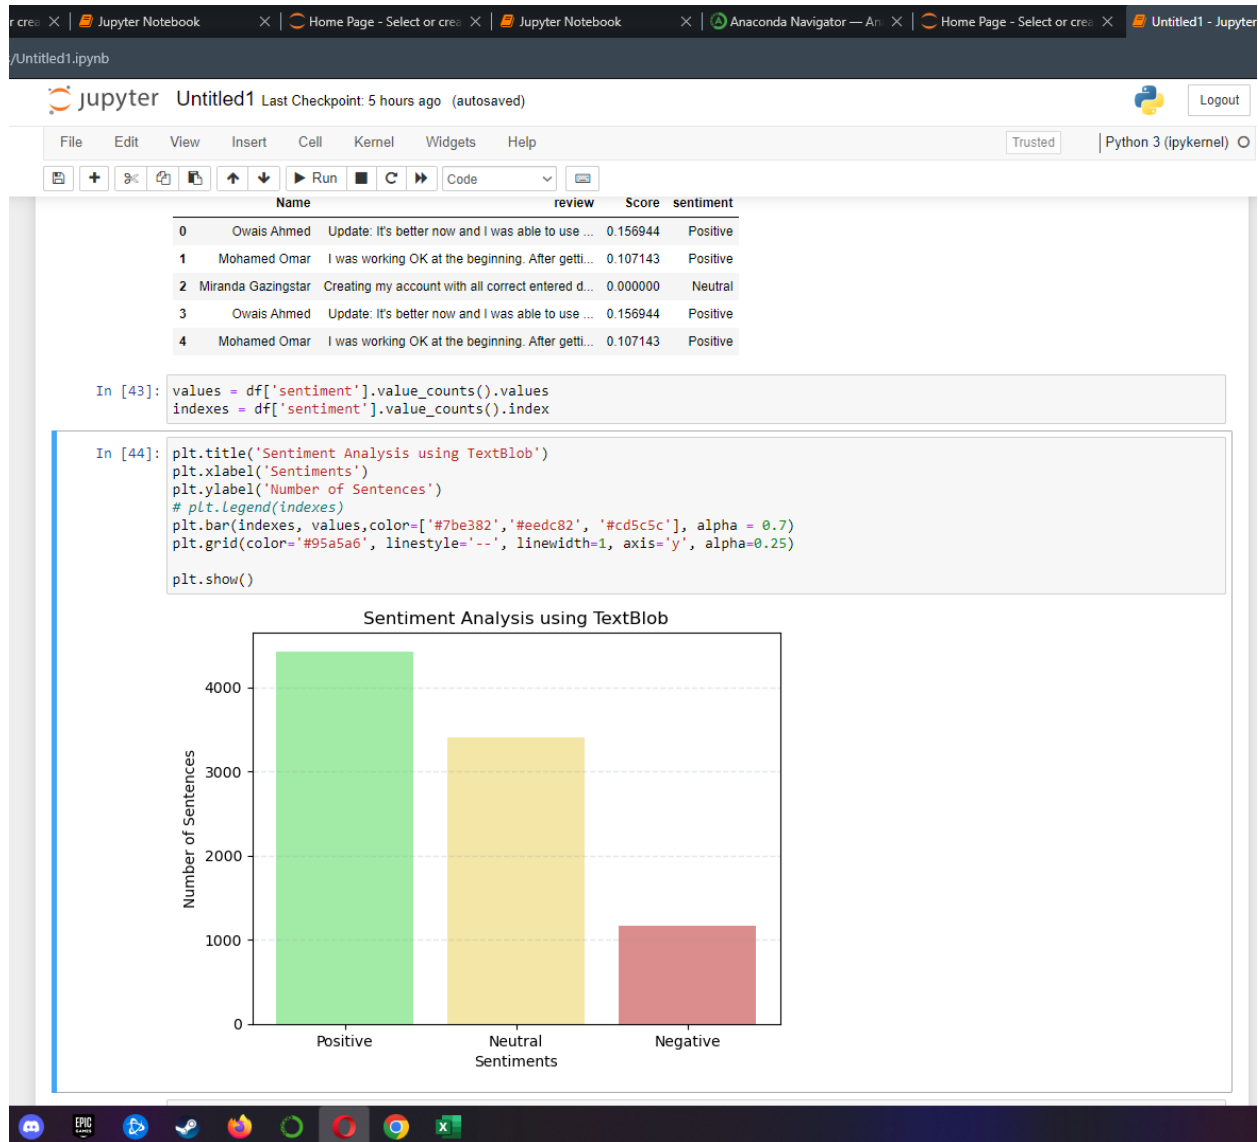 r crea Jupyter Notebook Home Page - Select or crea Jupyter Notebook Anaconda Navigator — An Home Page - Select or crea Untitled1 - Jupyter
/Untitled1.ipynb
jupyter Untitled1 Last Checkpoint: 5 hours ago (autosaved) Logout
File Edit View Insert Cell Kernel Widgets Help Trusted Python 3 (ipykernel)
Run Code
Name review Score sentiment
0 Owais Ahmed Update: It's better now and I was able to use ... 0.156944 Positive
1 Mohamed Omar I was working OK at the beginning. After getti... 0.107143 Positive
2 Miranda Gazingstar Creating my account with all correct entered d... 0.000000 Neutral
3 Owais Ahmed Update: It's better now and I was able to use ... 0.156944 Positive
4 Mohamed Omar I was working OK at the beginning. After getti... 0.107143 Positive
In [43]: values = df['sentiment'].value_counts().values
indexes = df['sentiment'].value_counts().index
In [44]: plt.title('Sentiment Analysis using TextBlob')
plt.xlabel('Sentiments')
plt.ylabel('Number of Sentences')
# plt.legend(indexes)
plt.bar(indexes, values,color=['#7be382','#eedc82', '#cd5c5c'], alpha = 0.7)
plt.grid(color='#95a5a6', linestyle='--', linewidth=1, axis='y', alpha=0.25)
plt.show()
Sentiment Analysis using TextBlob
Number of Sentences
4000
3000
2000
1000
0
Positive Neutral Negative
Sentiments
EPIC
GAMES